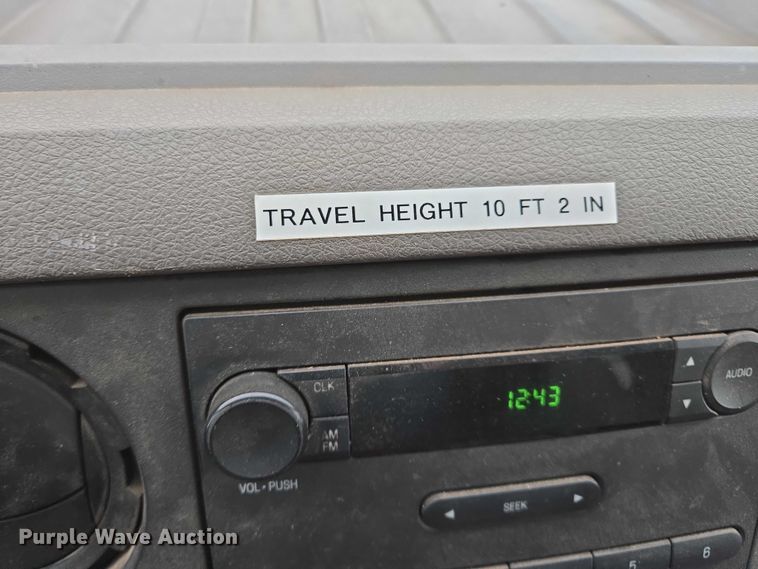 TRAVEL HEIGHT 10 FT 2 IN
CLK
12:43
AUDIO
AM
FM
VOL•PUSH
SEEK
5
6
Purple Wave Auction